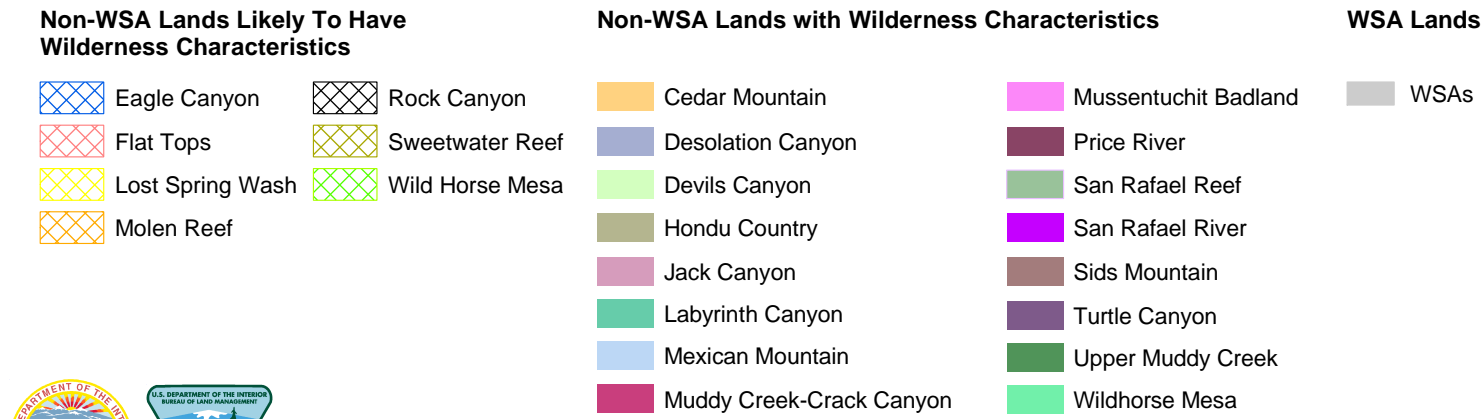 Non-WSA Lands Likely To Have
Wilderness Characteristics
Eagle Canyon
Flat Tops
Lost Spring Wash
Molen Reef
Rock Canyon
Sweetwater Reef
Wild Horse Mesa
Non-WSA Lands with Wilderness Characteristics
Cedar Mountain
Desolation Canyon
Devils Canyon
Hondu Country
Jack Canyon
Labyrinth Canyon
Mexican Mountain
Muddy Creek-Crack Canyon
Mussentuchit Badland
Price River
San Rafael Reef
San Rafael River
Sids Mountain
Turtle Canyon
Upper Muddy Creek
Wildhorse Mesa
WSA Lands
WSAs
U.S. DEPARTMENT OF THE INTERIOR
BUREAU OF LAND MANAGEMENT